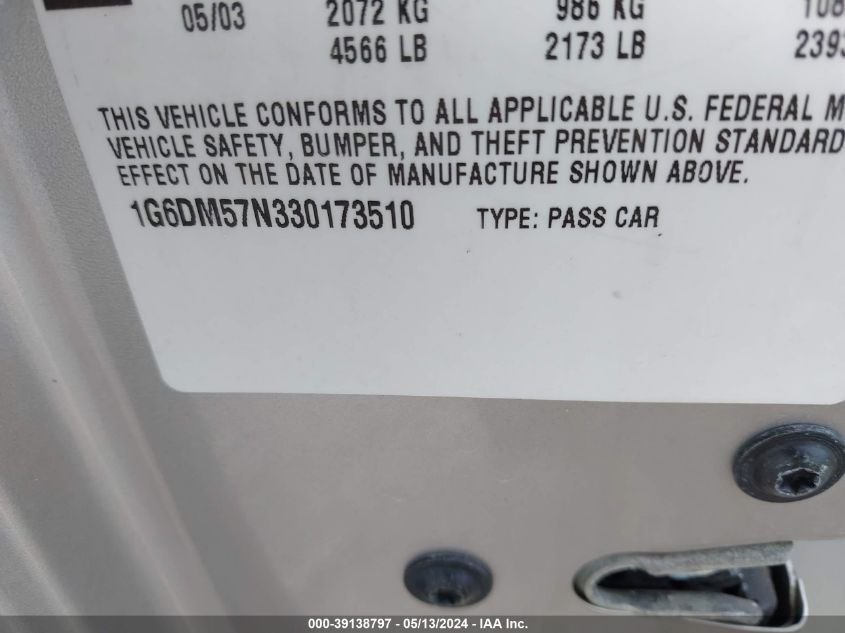 05/03 2072 KG 986 KG
4566 LB 2173 LB
THIS VEHICLE CONFORMS TO ALL APPLICABLE U.S. FEDERAL M
VEHICLE SAFETY, BUMPER, AND THEFT PREVENTION STANDARD
EFFECT ON THE DATE OF MANUFACTURE SHOWN ABOVE.
1G6DM57N330173510 TYPE: PASS CAR
000-39138797 - 05/13/2024 - IAA Inc.